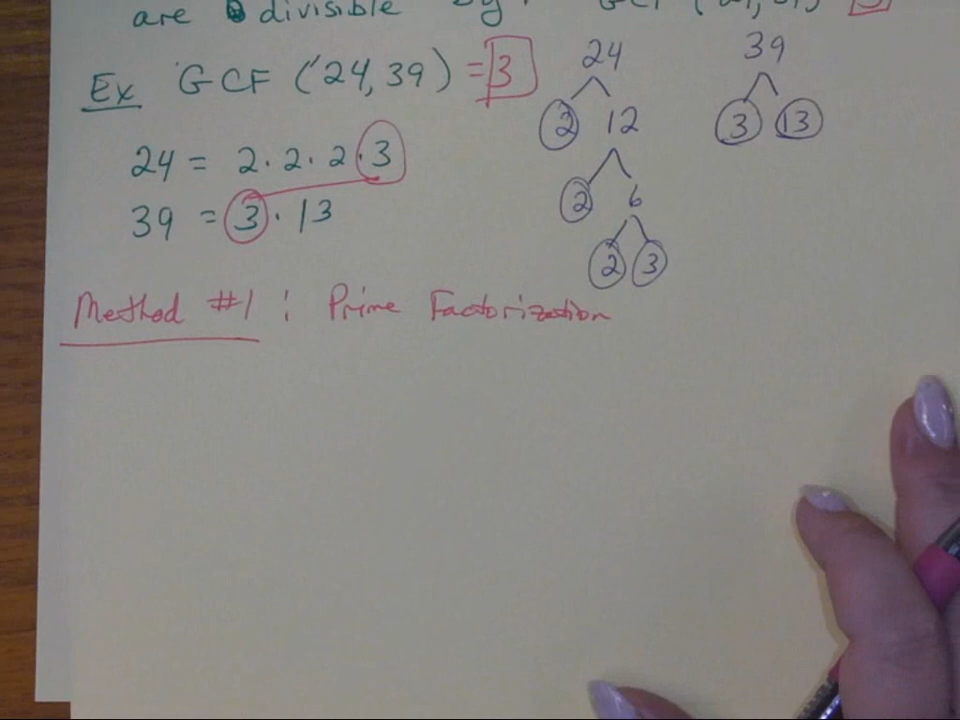 are divisible by
Ex GCF (24, 39) = 3
24 = 2 · 2 · 2 · 3
39 = 3 · 13
24
2 12
2 6
2 3
39
3 13
Method #1 : Prime Factorization